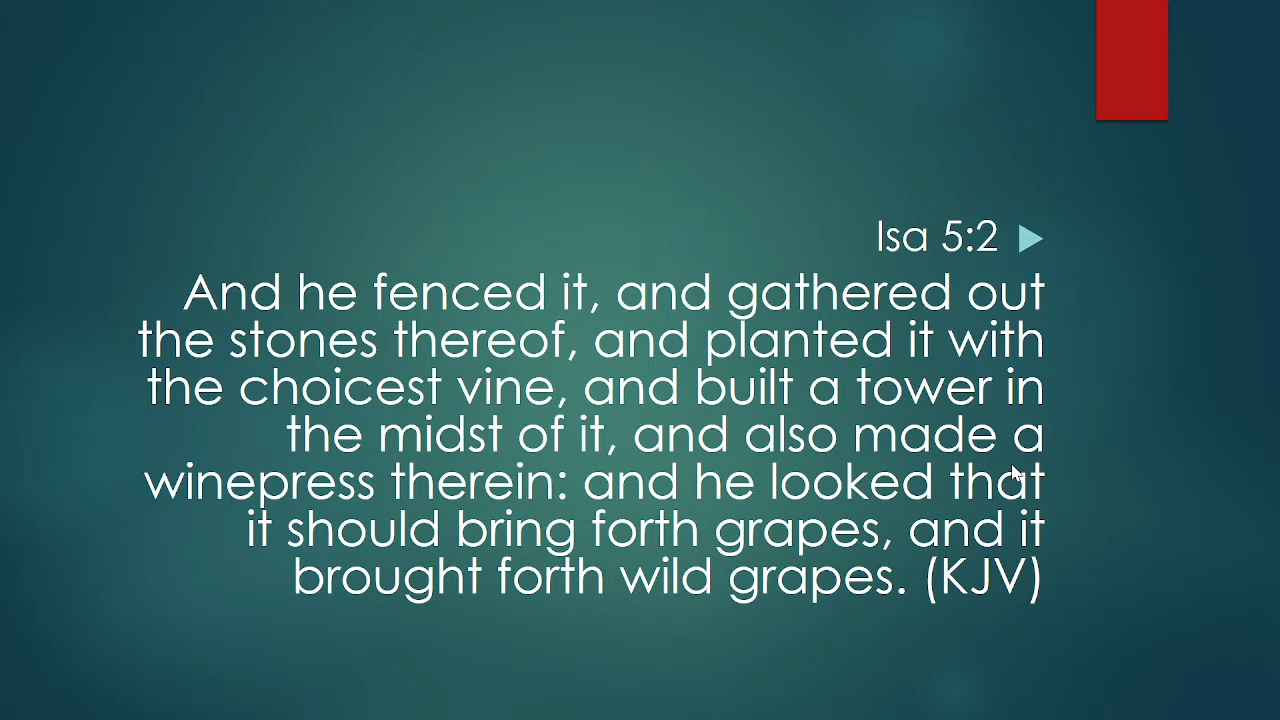 Isa 5:2
And he fenced it, and gathered out
the stones thereof, and planted it with
the choicest vine, and built a tower in
the midst of it, and also made a
winepress therein: and he looked that
it should bring forth grapes, and it
brought forth wild grapes. (KJV)